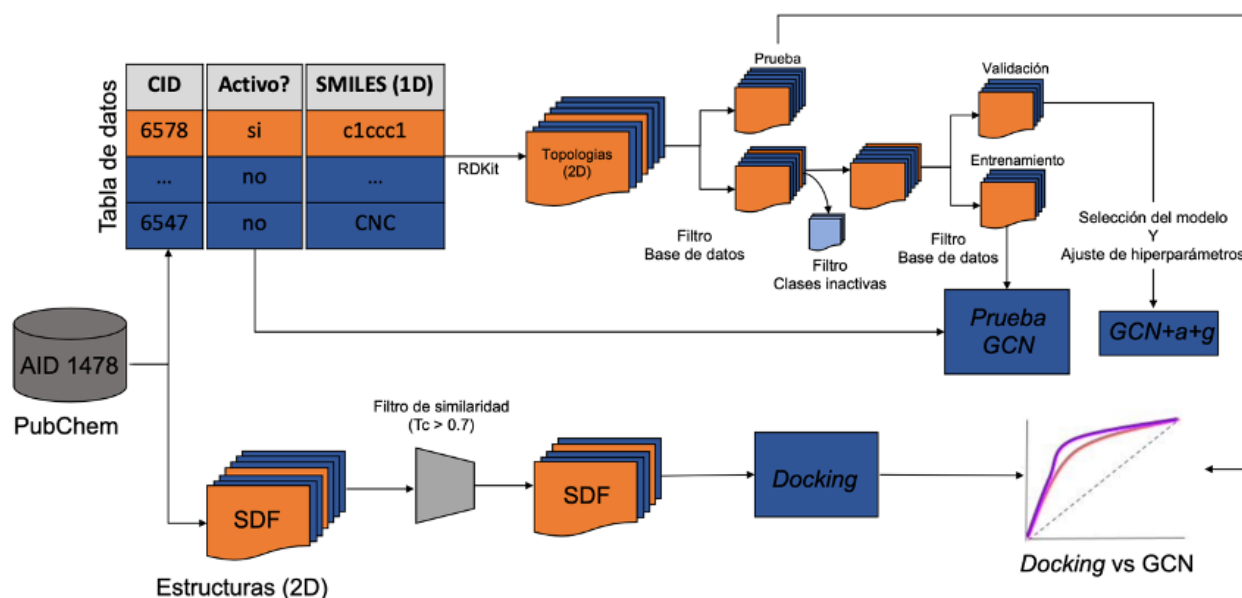 Tabla de datos
CID
Activo?
SMILES (1D)
6578
si
c1ccc1
...
no
...
6547
no
CNC
RDKit
Topologias
(2D)
Prueba
Filtro
Base de datos
Filtro
Clases inactivas
Validación
Entrenamiento
Filtro
Base de datos
Selección del modelo
Y
Ajuste de hiperparámetros
Prueba
GCN
GCN+a+g
AID 1478
PubChem
SDF
Estructuras (2D)
Filtro de similaridad
(Tc > 0.7)
SDF
Docking
Docking vs GCN